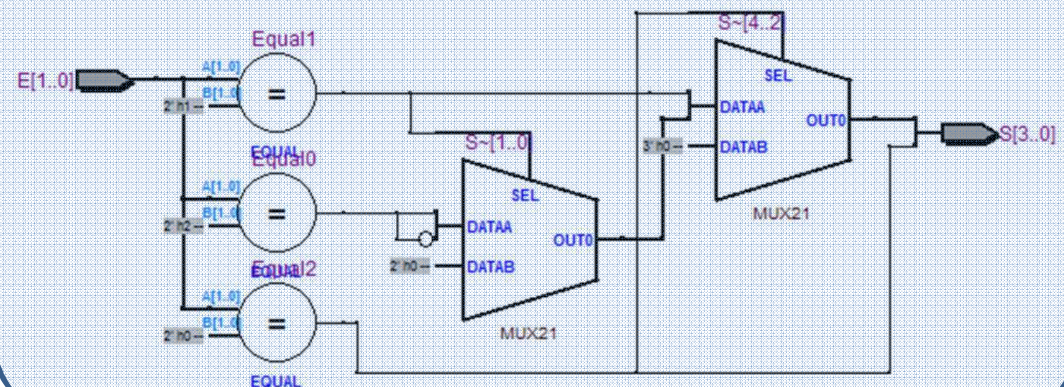 S~[4..2]
Equal1
E[1..0]
A[1..0]
B[1..0]
2' h1
=
SEL
DATAA
OUT0
S[3..0]
3' h0
DATAB
EQUAL
S~[1..0]
Equal0
A[1..0]
B[1..0]
2' h2
=
SEL
MUX21
DATAA
OUT0
2' h0
DATAB
EQUAL
Equal2
A[1..0]
B[1..0]
2' h0
=
MUX21
EQUAL